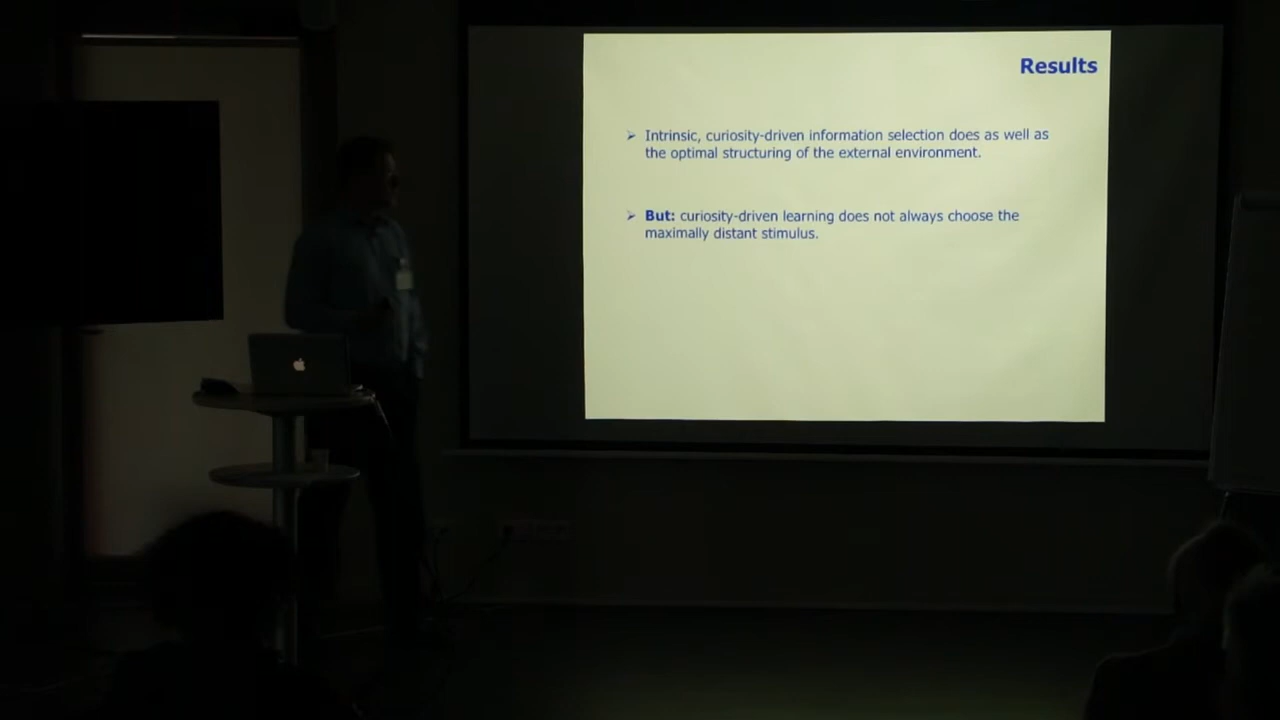 Results
➢ Intrinsic, curiosity-driven information selection does as well as
the optimal structuring of the external environment.
➢ But: curiosity-driven learning does not always choose the
maximally distant stimulus.